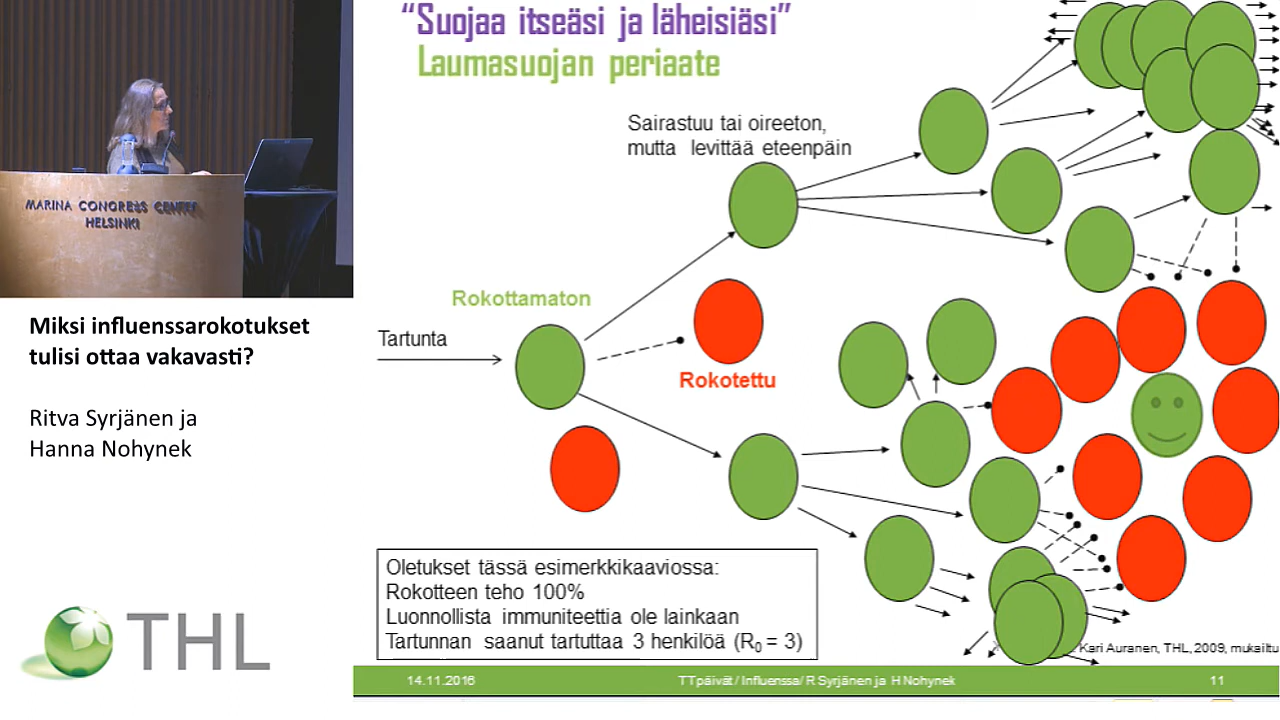 “Suojaa itseäsi ja läheisiäsi”
Laumasuojan periaate
Sairastuu tai oireeton,
mutta levittää eteenpäin
MARINA CONGRESS CENTER
HELSINKI
Rokottamaton
Tartunta
Rokotettu
Miksi influenssarokotukset
tulisi ottaa vakavasti?
Ritva Syrjänen ja
Hanna Nohynek
Oletukset tässä esimerkkikaaviossa:
Rokotteen teho 100%
Luonnollista immuniteettia ole lainkaan
Tartunnan saanut tartuttaa 3 henkilöä (R₀ = 3)
THL
Kari Auranen, THL, 2009, mukailtu
14.11.2016
TTpäivät / Influenssa/ R Syrjänen ja H Nohynek
11